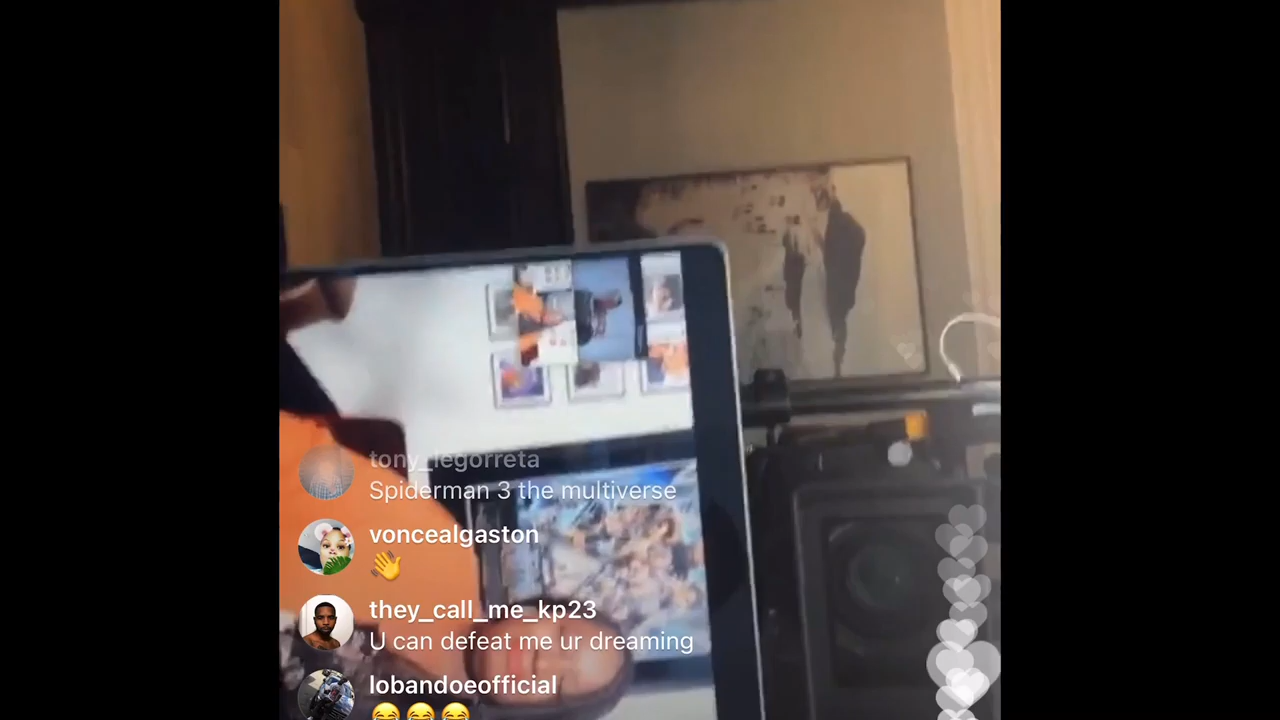 tony_legorreta
Spiderman 3 the multiverse
voncealgaston
👋
they_call_me_kp23
U can defeat me ur dreaming
lobandoeofficial
😂😂😂